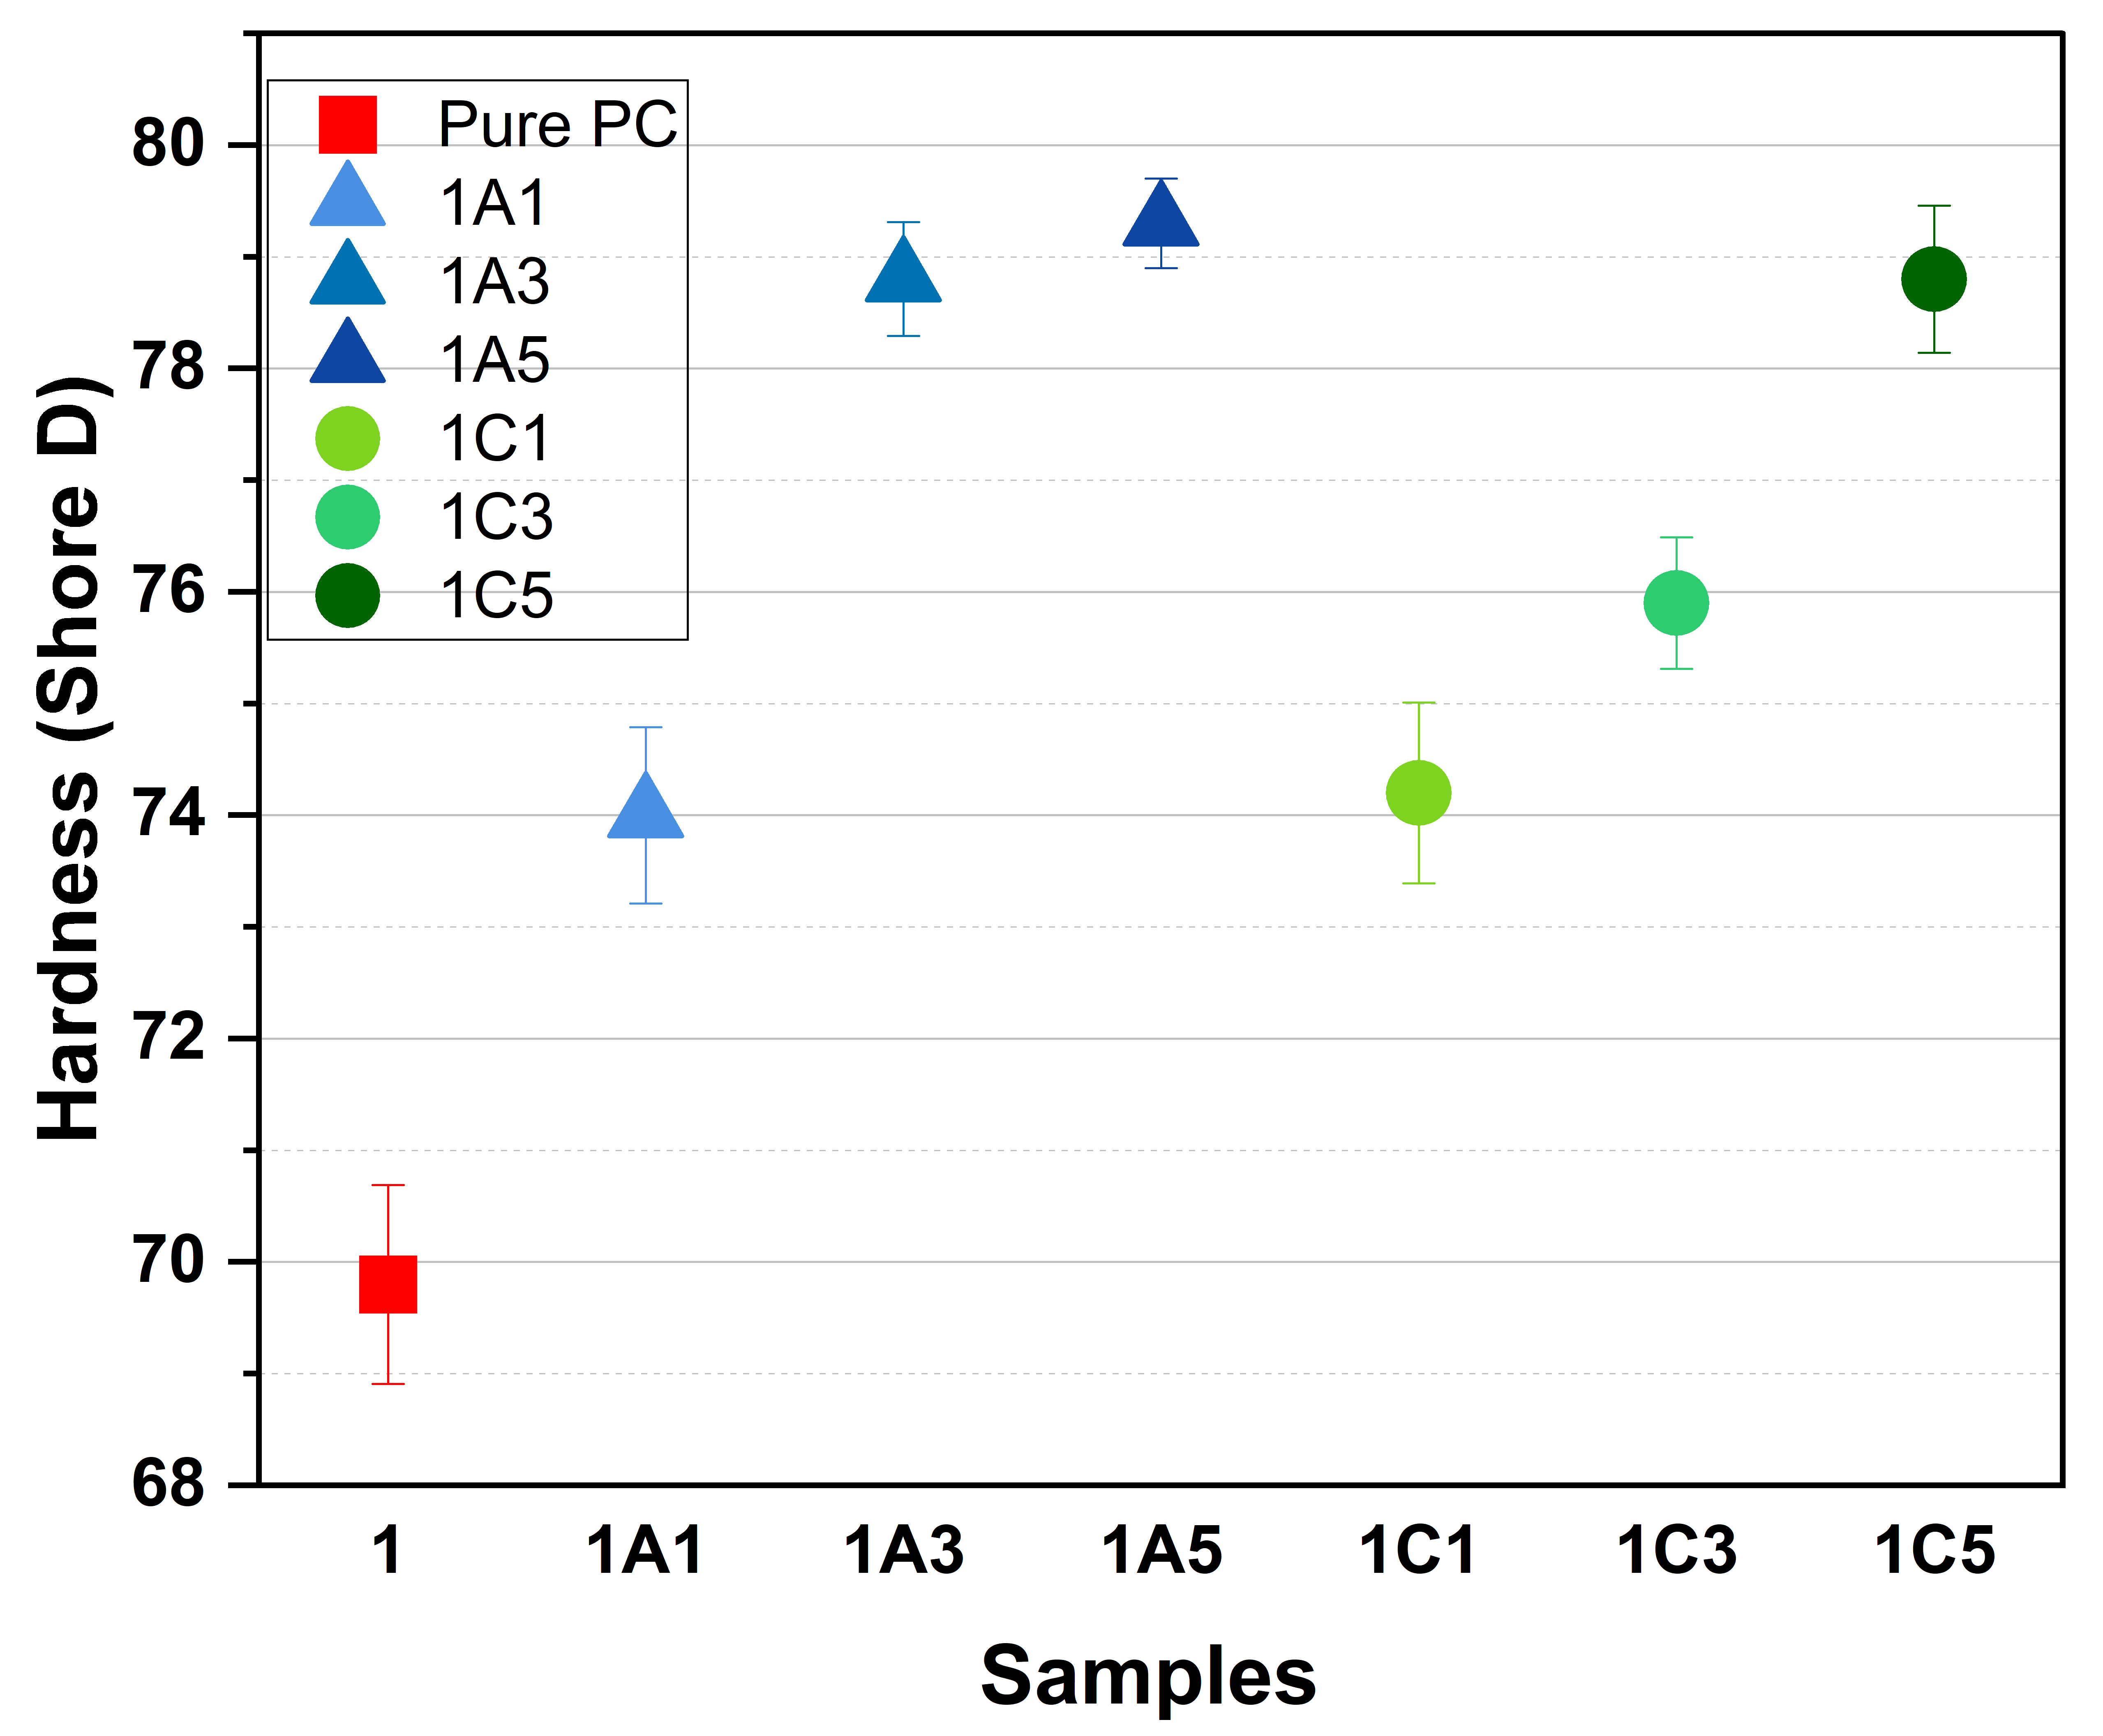 Hardness (Shore D)
80
78
76
74
72
70
68
Pure PC
1A1
1A3
1A5
1C1
1C3
1C5
1 1A1 1A3 1A5 1C1 1C3 1C5
Samples